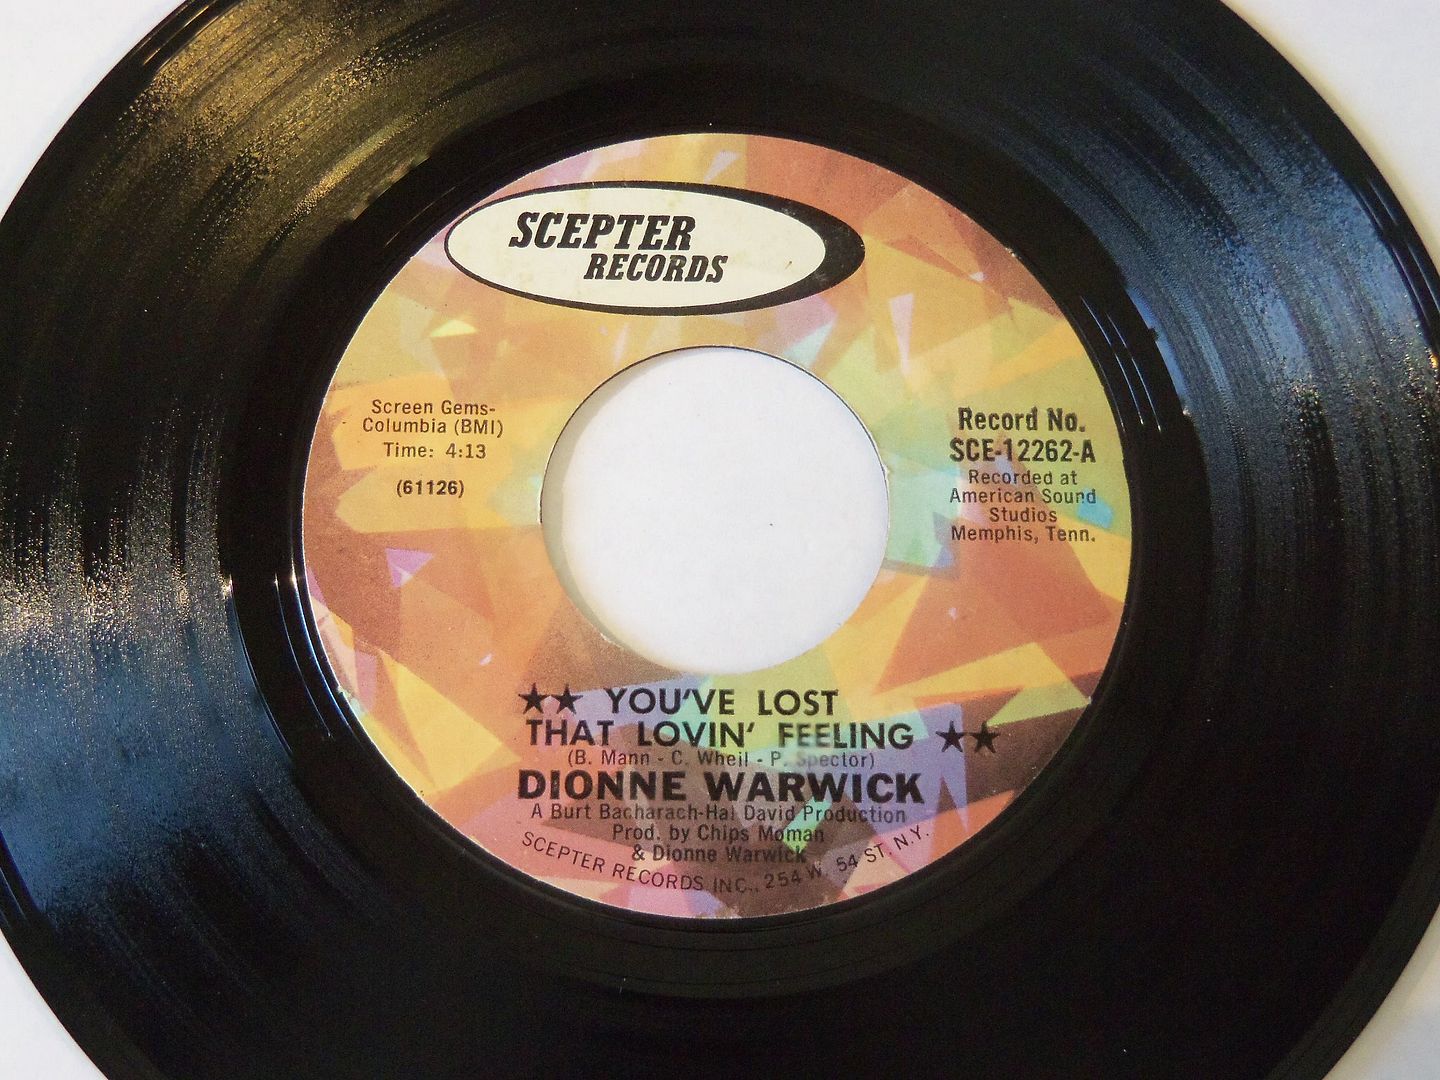 SCEPTER
RECORDS
Screen Gems-
Columbia (BMI)
Time: 4:13
(61126)
Record No.
SCE-12262-A
Recorded at
American Sound
Studios
Memphis, Tenn.
★★ YOU'VE LOST
THAT LOVIN' FEELING ★★
(B. Mann - C. Wheil - P. Spector)
DIONNE WARWICK
A Burt Bacharach-Hal David Production
Prod. by Chips Moman
& Dionne Warwick
SCEPTER RECORDS INC., 254 W. 54 ST. N.Y.